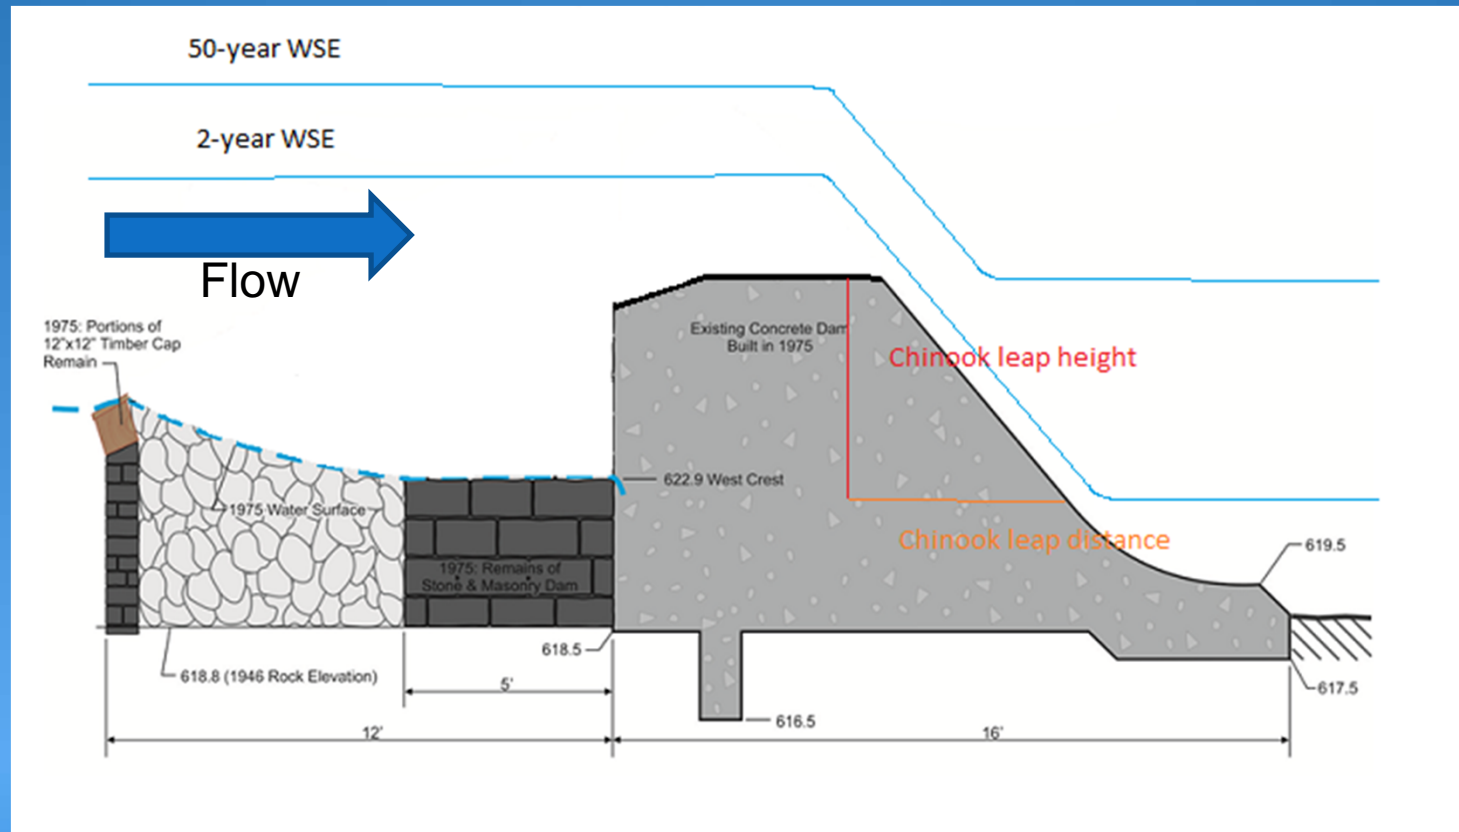 50-year WSE
2-year WSE
Flow
1975: Portions of
12"x12" Timber Cap
Remain
Existing Concrete Dam
Built in 1975
Chinook leap height
622.9 West Crest
1975 Water Surface
Chinook leap distance
619.5
1975: Remains of
Stone & Masonry Dam
618.5
618.8 (1946 Rock Elevation)
5'
617.5
616.5
12'
16'